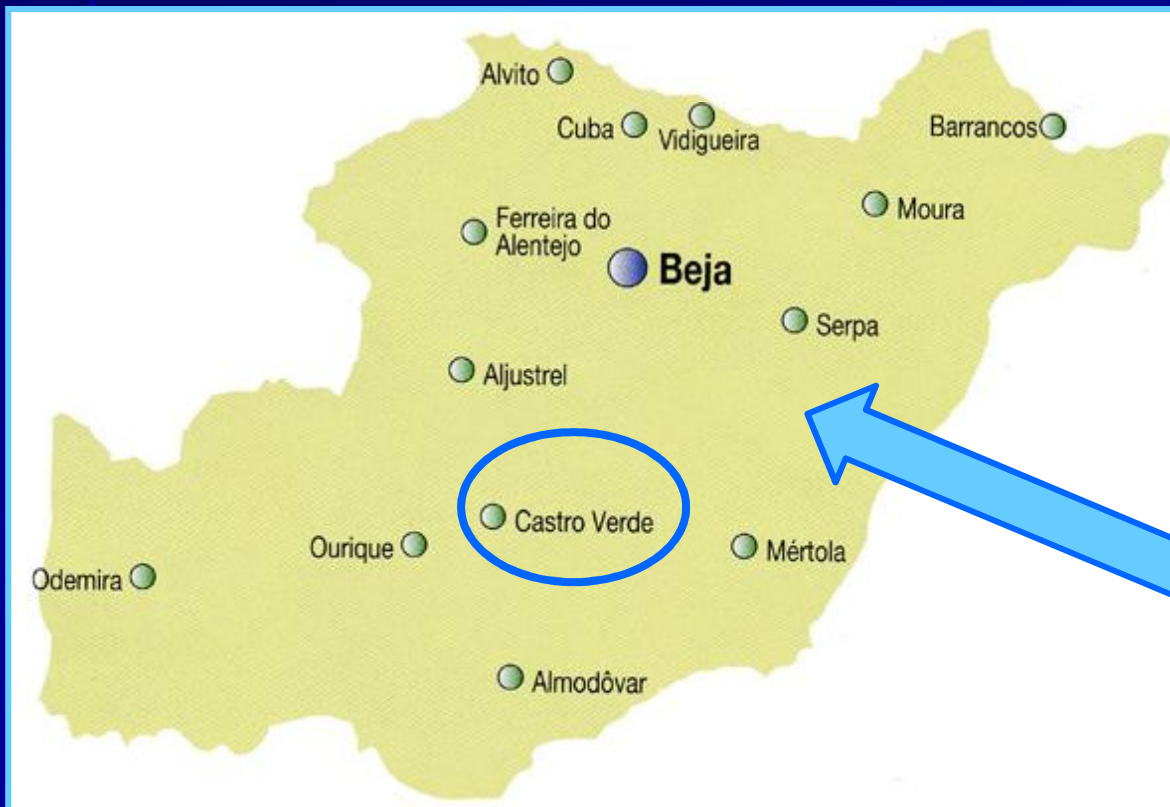 Alvito
Cuba
Vidigueira
Barrancos
Moura
Ferreira do
Alentejo
Beja
Serpa
Aljustrel
Castro Verde
Ourique
Mértola
Odemira
Almodôvar